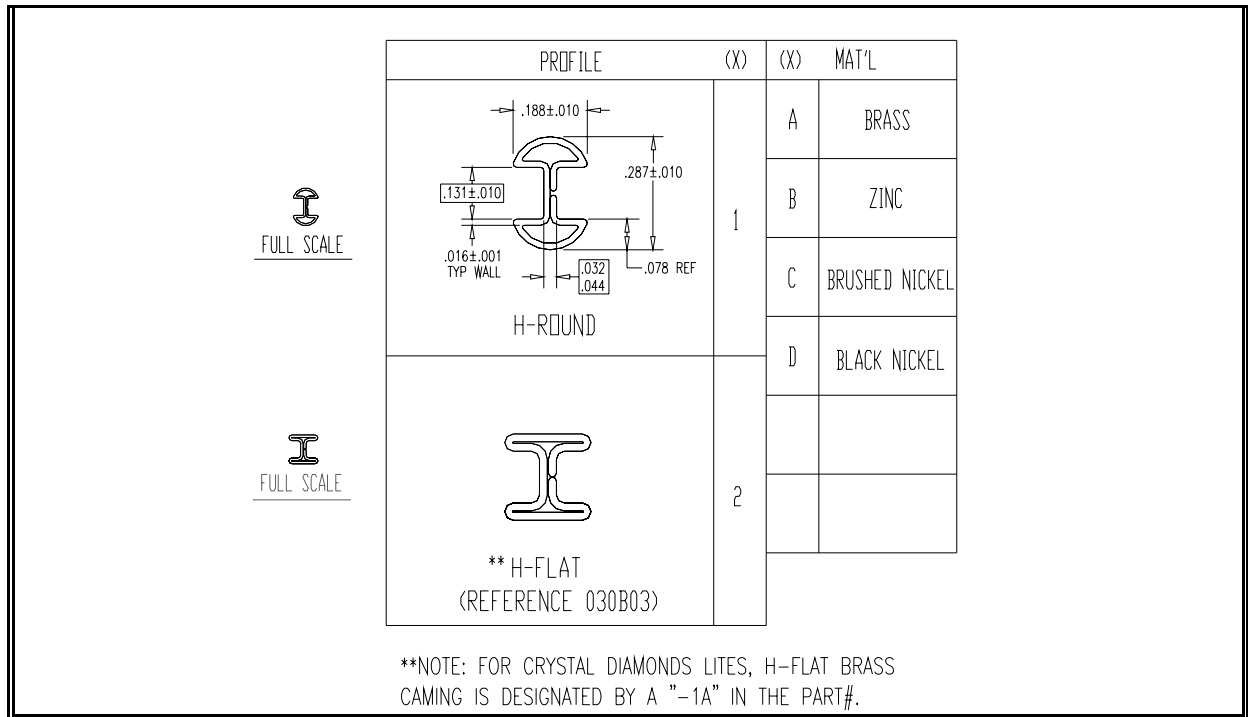 PROFILE (X) (X) MAT'L
.188±.010
.287±.010
.131±.010
.016±.001
TYP WALL
.032
.044
.078 REF
H-ROUND
1
A BRASS
B ZINC
C BRUSHED NICKEL
D BLACK NICKEL
FULL SCALE
FULL SCALE
** H-FLAT
(REFERENCE 030B03)
2
**NOTE: FOR CRYSTAL DIAMONDS LITES, H-FLAT BRASS
CAMING IS DESIGNATED BY A "-1A" IN THE PART#.